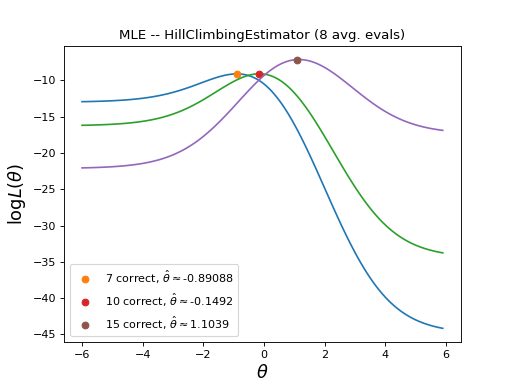 MLE -- HillClimbingEstimator (8 avg. evals)
logL(θ)
−10
−15
−20
−25
−30
−35
−40
−45
7 correct, θ̂ ≈-0.89088
10 correct, θ̂ ≈-0.1492
15 correct, θ̂ ≈1.1039
−6 −4 −2 0 2 4 6
θ